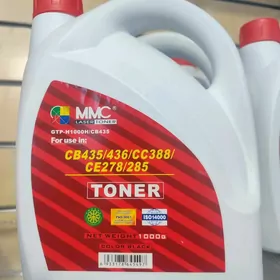 MMC
LASER TONER
GTP-H1000H/CB435
For use in:
CB435/436/CC388/
CE278/285
TONER
ISO14000
NET WEIGHT 1000g
COLOR:BLACK